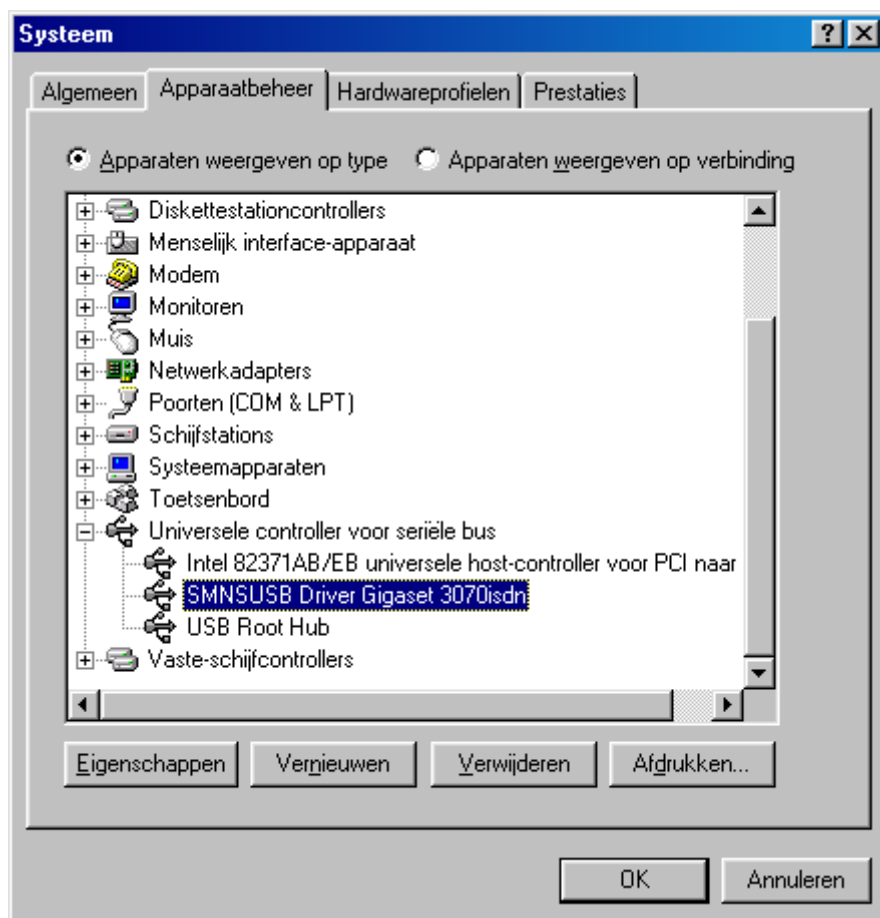 Systeem
Algemeen Apparaatbeheer Hardwareprofielen Prestaties
Apparaten weergeven op type Apparaten weergeven op verbinding
Diskettestationcontrollers
Menselijk interface-apparaat
Modem
Monitoren
Muis
Netwerkadapters
Poorten (COM & LPT)
Schijfstations
Systeemapparaten
Toetsenbord
Universele controller voor seriële bus
Intel 82371AB/EB universele host-controller voor PCI naar
SMNSUSB Driver Gigaset 3070isdn
USB Root Hub
Vaste-schijfcontrollers
Eigenschappen Vernieuwen Verwijderen Afdrukken...
OK Annuleren